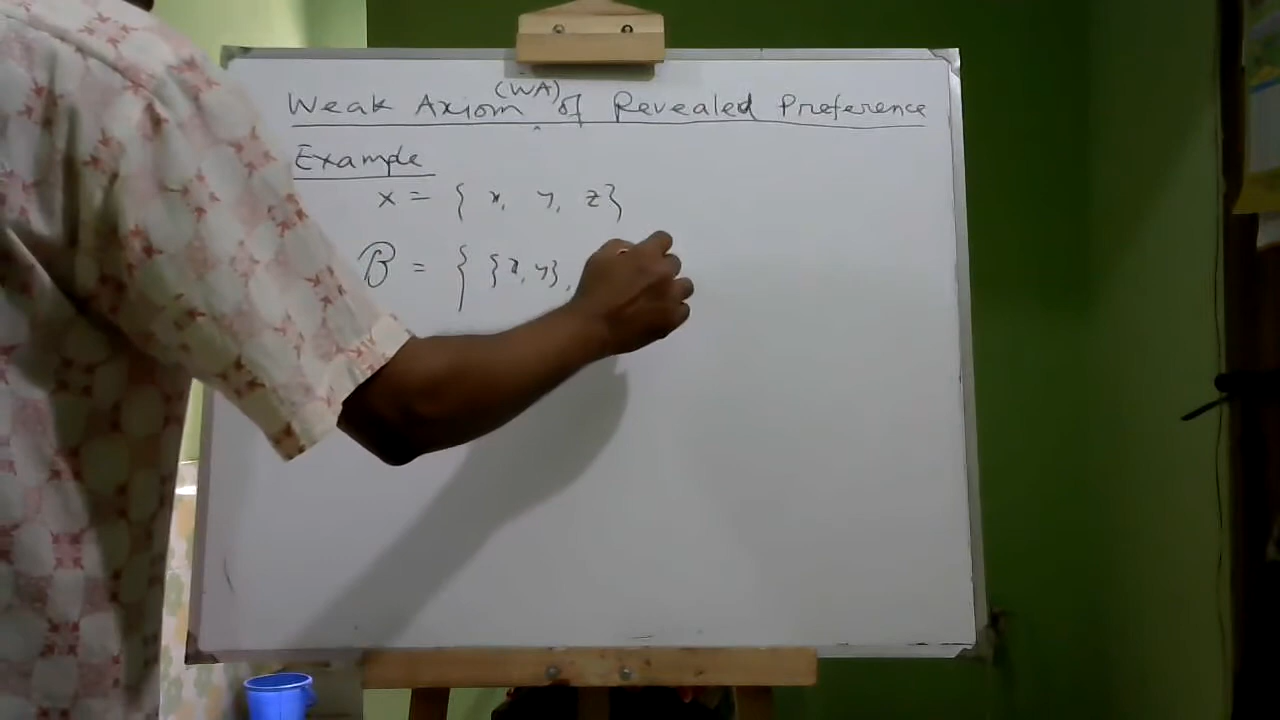 Weak Axiom (WA) of Revealed Preference
Example
X = { x, y, z}
B = { {x, y},